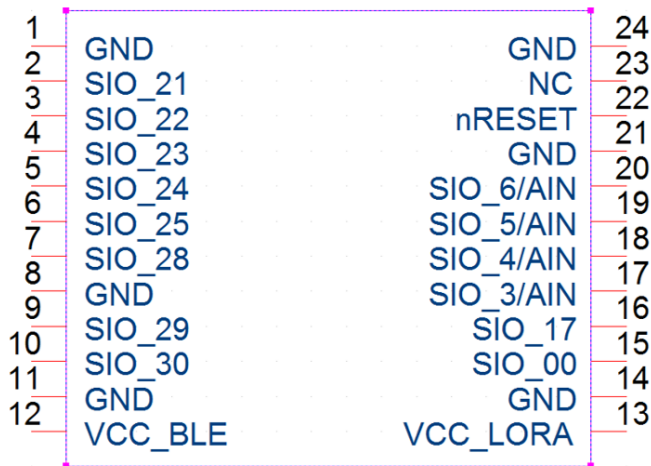 1 GND GND 24
2 SIO_21 NC 23
3 SIO_22 nRESET 22
4 SIO_23 GND 21
5 SIO_24 SIO_6/AIN 20
6 SIO_25 SIO_5/AIN 19
7 SIO_28 SIO_4/AIN 18
8 GND SIO_3/AIN 17
9 SIO_29 SIO_17 16
10 SIO_30 SIO_00 15
11 GND GND 14
12 VCC_BLE VCC_LORA 13